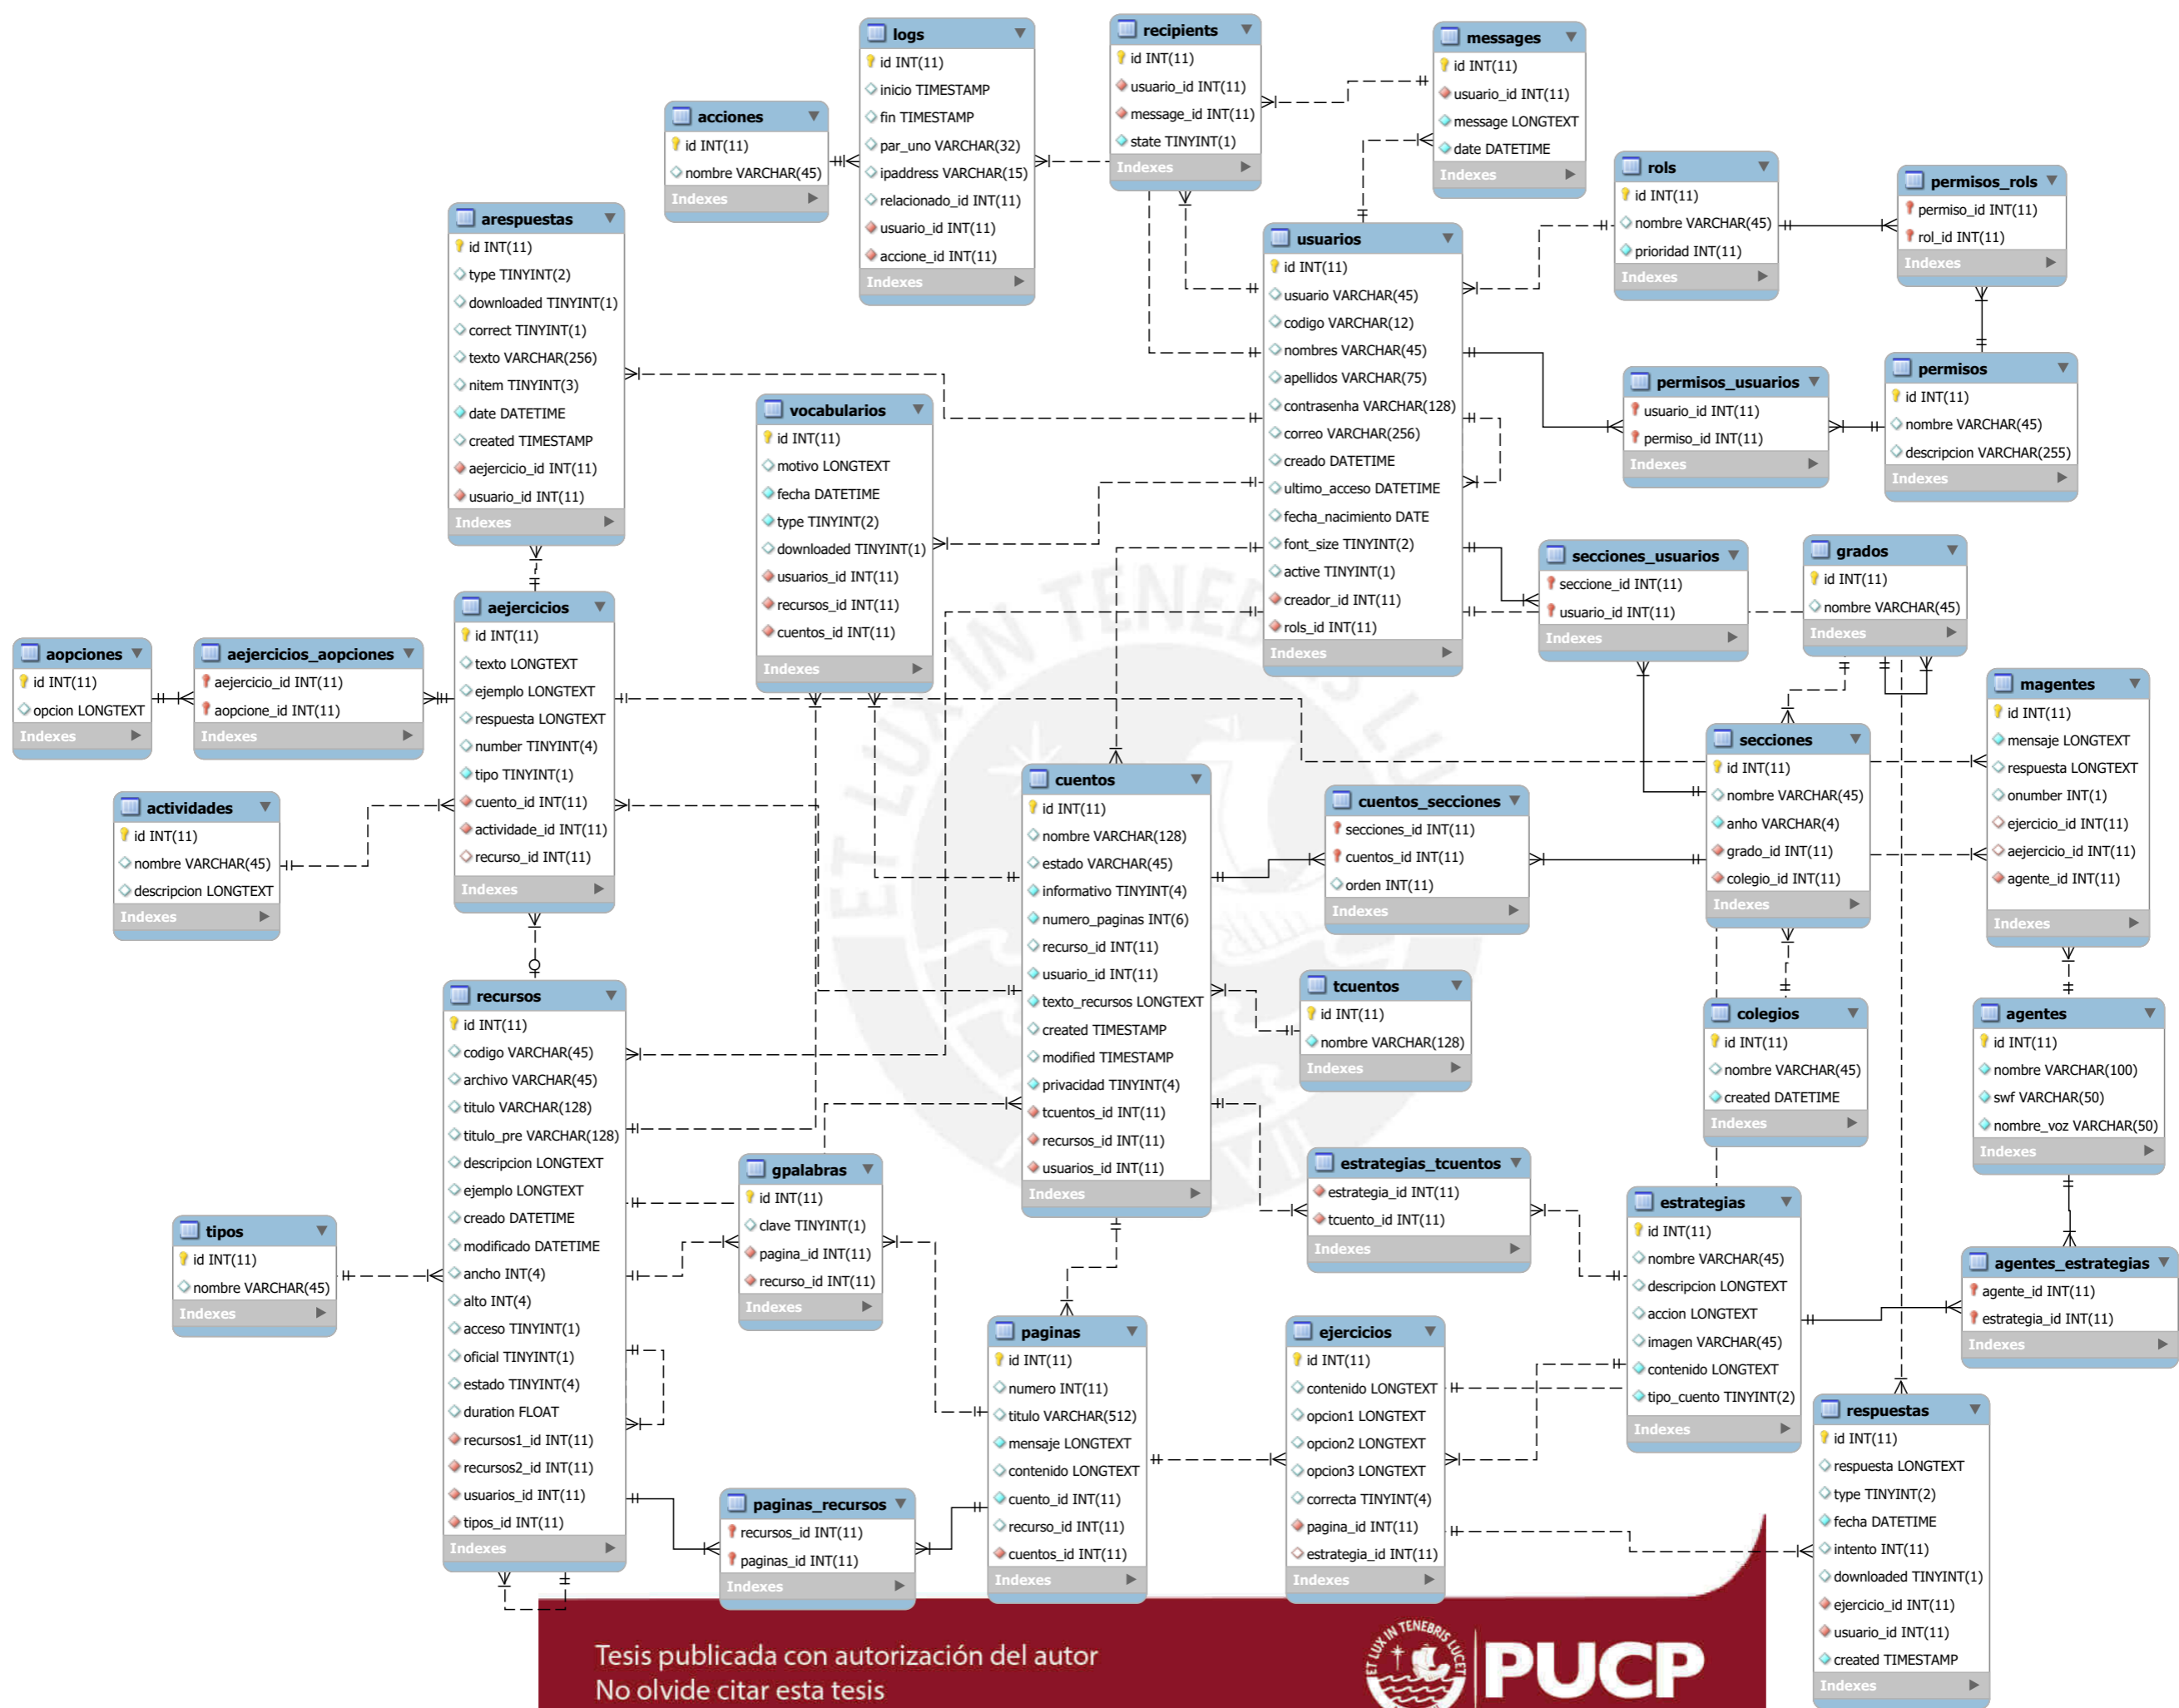 logs
id INT(11)
inicio TIMESTAMP
fin TIMESTAMP
par_uno VARCHAR(32)
ipaddress VARCHAR(15)
relacionado_id INT(11)
usuario_id INT(11)
accione_id INT(11)
Indexes
recipients
id INT(11)
usuario_id INT(11)
message_id INT(11)
state TINYINT(1)
Indexes
messages
id INT(11)
usuario_id INT(11)
message LONGTEXT
date DATETIME
Indexes
acciones
id INT(11)
nombre VARCHAR(45)
Indexes
rols
id INT(11)
nombre VARCHAR(45)
prioridad INT(11)
Indexes
permisos_rols
permiso_id INT(11)
rol_id INT(11)
Indexes
arespuestas
id INT(11)
type TINYINT(2)
downloaded TINYINT(1)
correct TINYINT(1)
texto VARCHAR(256)
nitem TINYINT(3)
date DATETIME
created TIMESTAMP
aejercicio_id INT(11)
usuario_id INT(11)
Indexes
usuarios
id INT(11)
usuario VARCHAR(45)
codigo VARCHAR(12)
nombres VARCHAR(45)
apellidos VARCHAR(75)
contrasenha VARCHAR(128)
correo VARCHAR(256)
creado DATETIME
ultimo_acceso DATETIME
fecha_nacimiento DATE
font_size TINYINT(2)
active TINYINT(1)
creador_id INT(11)
rols_id INT(11)
Indexes
permisos_usuarios
usuario_id INT(11)
permiso_id INT(11)
Indexes
permisos
id INT(11)
nombre VARCHAR(45)
descripcion VARCHAR(255)
Indexes
vocabularios
id INT(11)
motivo LONGTEXT
fecha DATETIME
type TINYINT(2)
downloaded TINYINT(1)
usuarios_id INT(11)
recursos_id INT(11)
cuentos_id INT(11)
Indexes
secciones_usuarios
seccione_id INT(11)
usuario_id INT(11)
Indexes
grados
id INT(11)
nombre VARCHAR(45)
Indexes
aopciones
id INT(11)
opcion LONGTEXT
Indexes
aejercicios_aopciones
aejercicio_id INT(11)
aopcione_id INT(11)
Indexes
aejercicios
id INT(11)
texto LONGTEXT
ejemplo LONGTEXT
respuesta LONGTEXT
number TINYINT(4)
tipo TINYINT(1)
cuento_id INT(11)
actividade_id INT(11)
recurso_id INT(11)
Indexes
magentes
id INT(11)
mensaje LONGTEXT
respuesta LONGTEXT
onumber INT(1)
ejercicio_id INT(11)
aejercicio_id INT(11)
agente_id INT(11)
Indexes
secciones
id INT(11)
nombre VARCHAR(45)
anho VARCHAR(4)
grado_id INT(11)
colegio_id INT(11)
Indexes
actividades
id INT(11)
nombre VARCHAR(45)
descripcion LONGTEXT
Indexes
cuentos
id INT(11)
nombre VARCHAR(128)
estado VARCHAR(45)
informativo TINYINT(4)
numero_paginas INT(6)
recurso_id INT(11)
usuario_id INT(11)
texto_recursos LONGTEXT
created TIMESTAMP
modified TIMESTAMP
privacidad TINYINT(4)
tcuentos_id INT(11)
recursos_id INT(11)
usuarios_id INT(11)
Indexes
cuentos_secciones
secciones_id INT(11)
cuentos_id INT(11)
orden INT(11)
Indexes
tcuentos
id INT(11)
nombre VARCHAR(128)
Indexes
colegios
id INT(11)
nombre VARCHAR(45)
created DATETIME
Indexes
agentes
id INT(11)
nombre VARCHAR(100)
swf VARCHAR(50)
nombre_voz VARCHAR(50)
Indexes
recursos
id INT(11)
codigo VARCHAR(45)
archivo VARCHAR(45)
titulo VARCHAR(128)
titulo_pre VARCHAR(128)
descripcion LONGTEXT
ejemplo LONGTEXT
creado DATETIME
modificado DATETIME
ancho INT(4)
alto INT(4)
acceso TINYINT(1)
oficial TINYINT(1)
estado TINYINT(4)
duration FLOAT
recursos1_id INT(11)
recursos2_id INT(11)
usuarios_id INT(11)
tipos_id INT(11)
Indexes
tipos
id INT(11)
nombre VARCHAR(45)
Indexes
gpalabras
id INT(11)
clave TINYINT(1)
pagina_id INT(11)
recurso_id INT(11)
Indexes
estrategias_tcuentos
estrategia_id INT(11)
tcuento_id INT(11)
Indexes
estrategias
id INT(11)
nombre VARCHAR(45)
descripcion LONGTEXT
accion LONGTEXT
imagen VARCHAR(45)
contenido LONGTEXT
tipo_cuento TINYINT(2)
Indexes
agentes_estrategias
agente_id INT(11)
estrategia_id INT(11)
Indexes
paginas
id INT(11)
numero INT(11)
titulo VARCHAR(512)
mensaje LONGTEXT
contenido LONGTEXT
cuento_id INT(11)
recurso_id INT(11)
cuentos_id INT(11)
Indexes
ejercicios
id INT(11)
contenido LONGTEXT
opcion1 LONGTEXT
opcion2 LONGTEXT
opcion3 LONGTEXT
correcta TINYINT(4)
pagina_id INT(11)
estrategia_id INT(11)
Indexes
paginas_recursos
recursos_id INT(11)
paginas_id INT(11)
Indexes
respuestas
id INT(11)
respuesta LONGTEXT
type TINYINT(2)
fecha DATETIME
intento INT(11)
downloaded TINYINT(1)
ejercicio_id INT(11)
usuario_id INT(11)
created TIMESTAMP
Indexes
Tesis publicada con autorización del autor
No olvide citar esta tesis
ET LUX IN TENEBRIS LUCET
PUCP